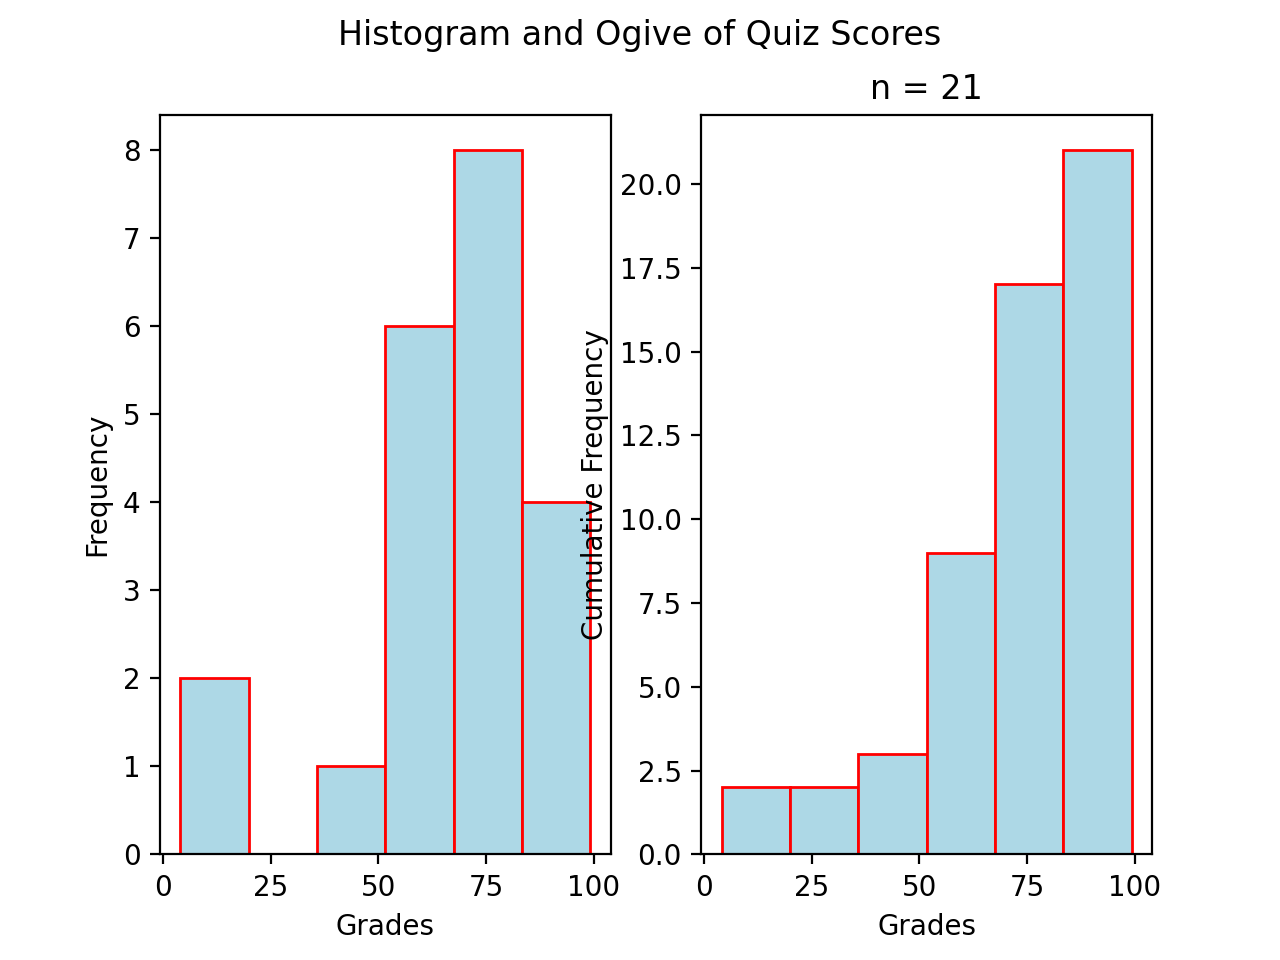 Histogram and Ogive of Quiz Scores
8
7
6
5
4
3
2
1
0
Frequency
0 25 50 75 100
Grades
n = 21
20.0
17.5
15.0
12.5
10.0
7.5
5.0
2.5
0.0
Cumulative Frequency
0 25 50 75 100
Grades